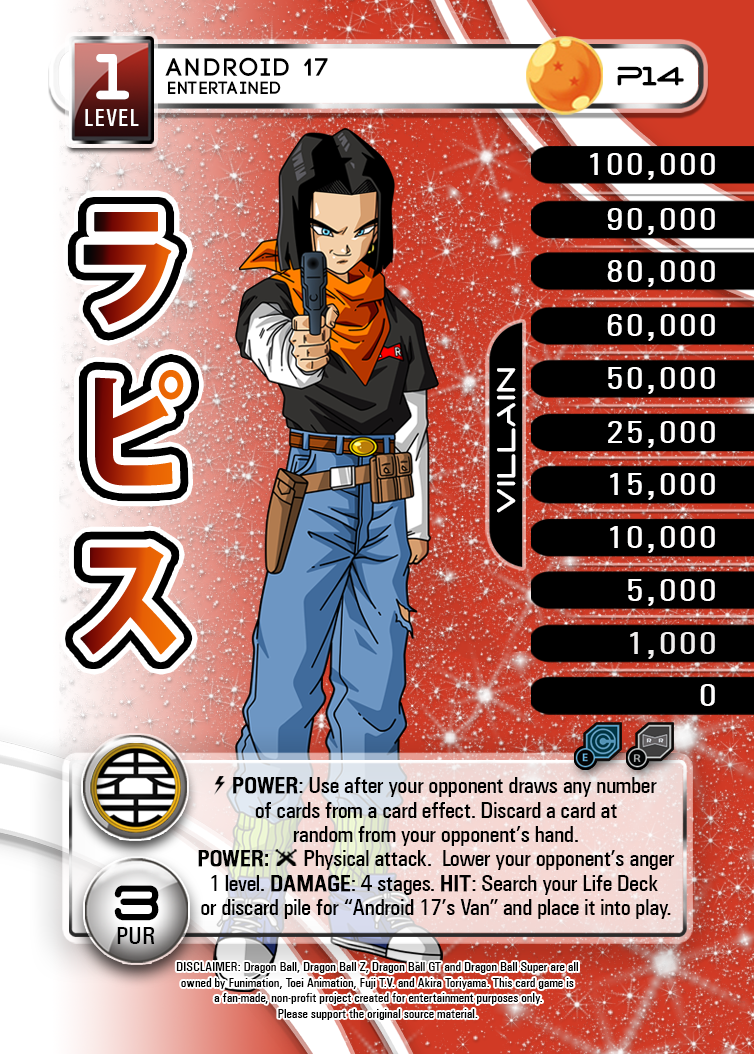 1
LEVEL
ANDROID 17
ENTERTAINED
P14
ラピス
100,000
90,000
80,000
60,000
50,000
25,000
15,000
10,000
5,000
1,000
0
VILLAIN
R
E
C
R
R R
POWER: Use after your opponent draws any number
of cards from a card effect. Discard a card at
random from your opponent's hand.
POWER: Physical attack. Lower your opponent's anger
1 level. DAMAGE: 4 stages. HIT: Search your Life Deck
or discard pile for “Android 17's Van” and place it into play.
3
PUR
DISCLAIMER: Dragon Ball, Dragon Ball Z, Dragon Ball GT and Dragon Ball Super are all
owned by Funimation, Toei Animation, Fuji T.V. and Akira Toriyama. This card game is
a fan-made, non-profit project created for entertainment purposes only.
Please support the original source material.